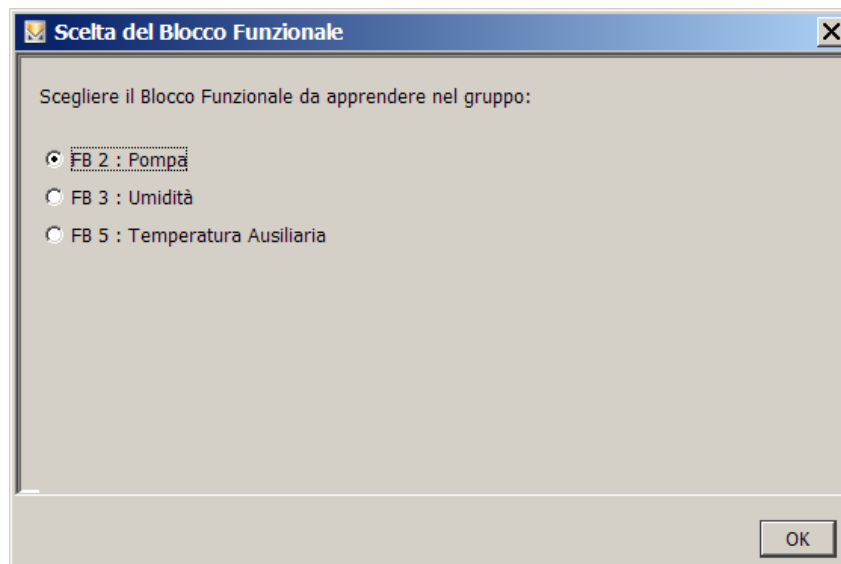 Scelta del Blocco Funzionale
Scegliere il Blocco Funzionale da apprendere nel gruppo:
FB 2 : Pompa
FB 3 : Umidità
FB 5 : Temperatura Ausiliaria
OK